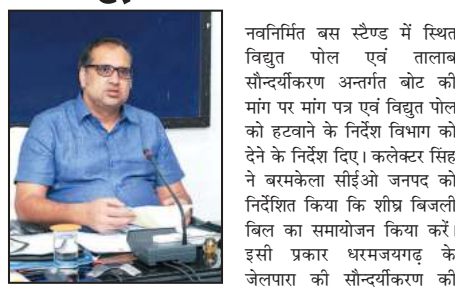 नवनिर्मित बस स्टैण्ड में स्थित
विद्युत पोल एवं तालाब
सौन्दर्यीकरण अन्तर्गत बोट की
मांग पर मांग पत्र एवं विद्युत पोल
को हटवाने के निर्देश विभाग को
देने के निर्देश दिए। कलेक्टर सिंह
ने बरमकेला सीईओ जनपद को
निर्देशित किया कि शीघ्र बिजली
बिल का समायोजन किया करें।
इसी प्रकार धरमजयगढ़ के
जेलपारा की सौन्दर्यीकरण की